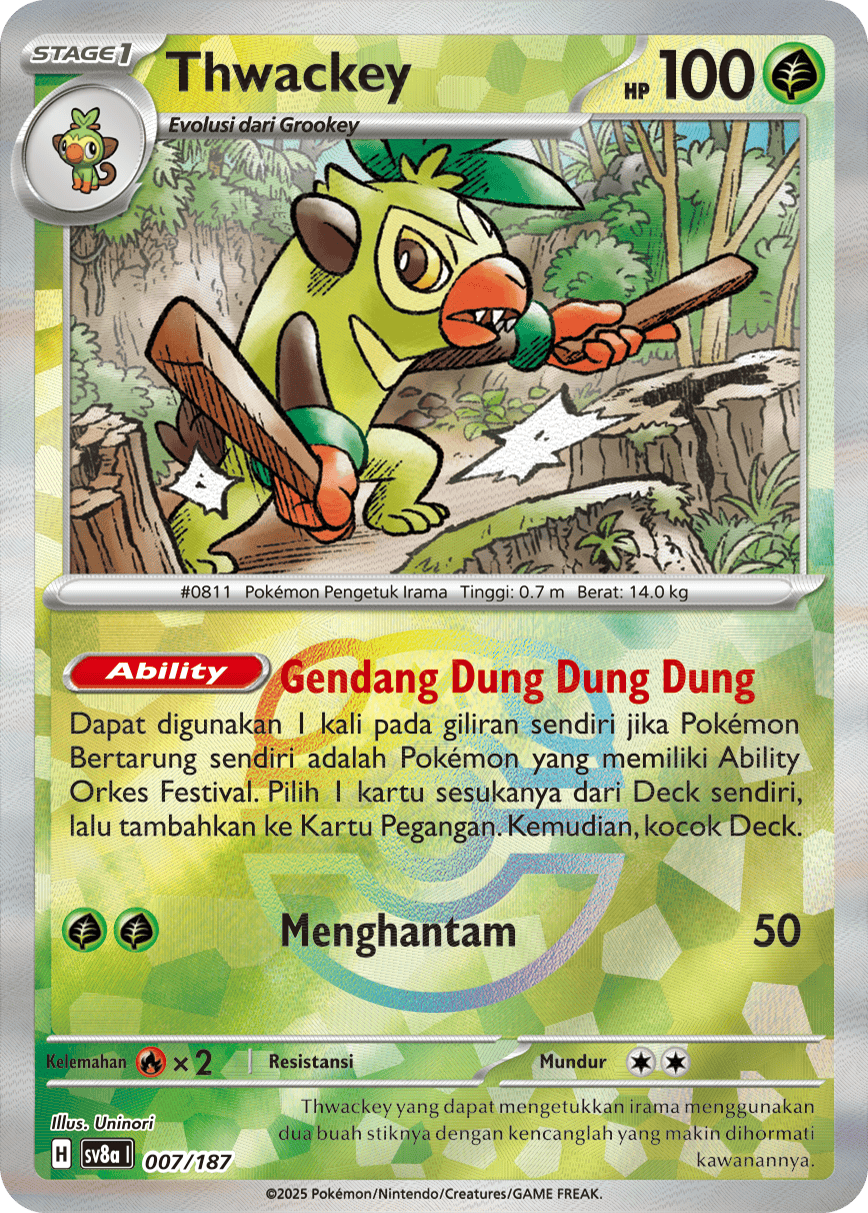 STAGE1
Thwackey
HP 100
Evolusi dari Grookey
#0811 Pokémon Pengetuk Irama Tinggi: 0.7 m Berat: 14.0 kg
Ability Gendang Dung Dung Dung
Dapat digunakan 1 kali pada giliran sendiri jika Pokémon
Bertarung sendiri adalah Pokémon yang memiliki Ability
Orkes Festival. Pilih 1 kartu sesukanya dari Deck sendiri,
lalu tambahkan ke Kartu Pegangan. Kemudian, kocok Deck.
Menghantam 50
Kelemahan ×2 Resistansi Mundur
Illus. Uninori
Thwackey yang dapat mengetukkan irama menggunakan
dua buah stiknya dengan kencanglah yang makin dihormati
kawanannya.
H sv8a I 007/187
©2025 Pokémon/Nintendo/Creatures/GAME FREAK.